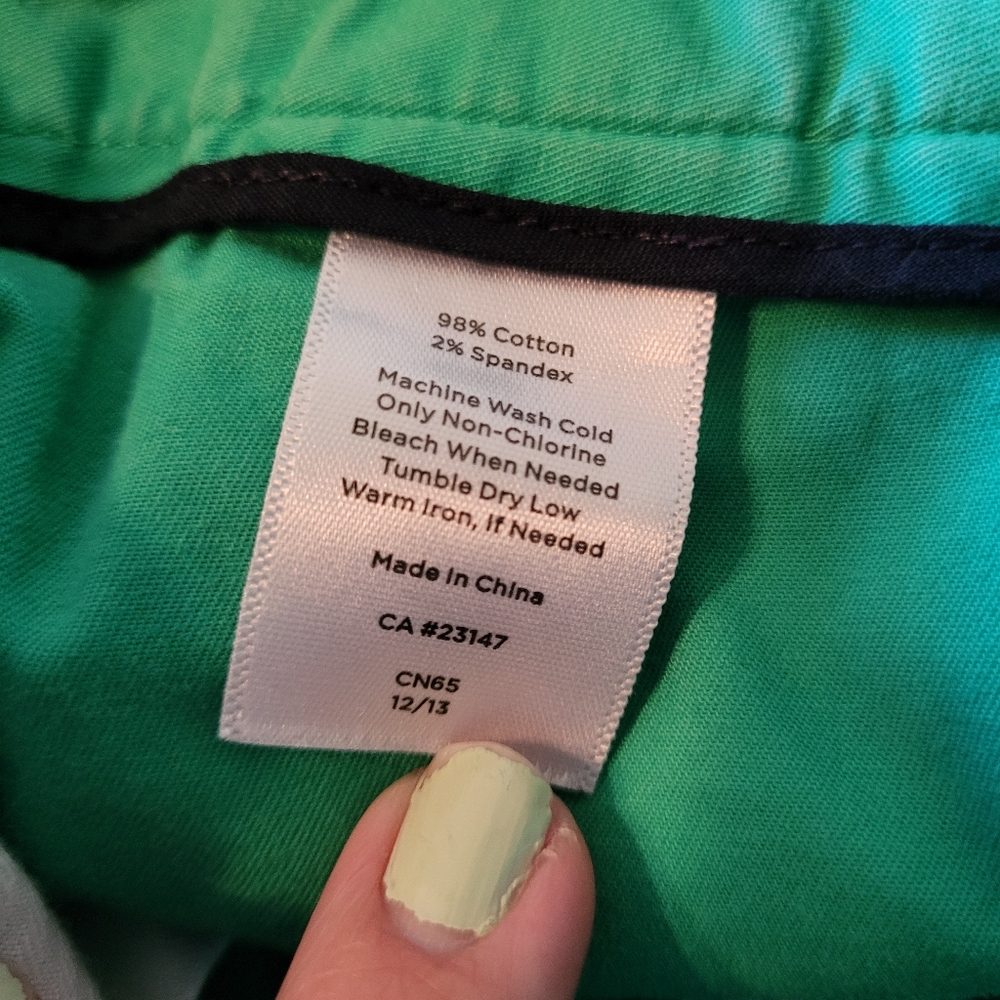 98% Cotton
2% Spandex
Machine Wash Cold
Only Non-Chlorine
Bleach When Needed
Tumble Dry Low
Warm Iron, If Needed
Made In China
CA #23147
CN65
12/13